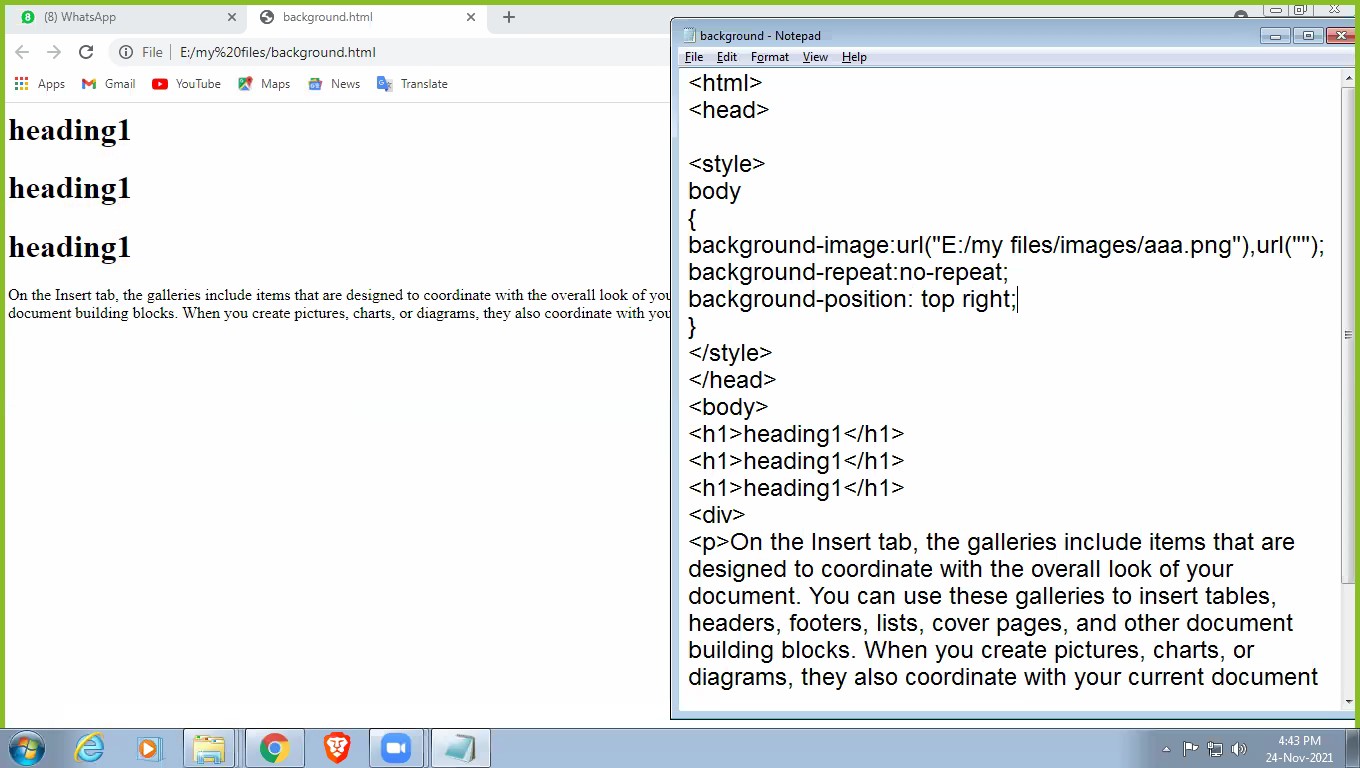 (8) WhatsApp
background.html
File
E:/my%20files/background.html
Apps
Gmail
YouTube
Maps
News
Translate
heading1
heading1
heading1
On the Insert tab, the galleries include items that are designed to coordinate with the overall look of you
document building blocks. When you create pictures, charts, or diagrams, they also coordinate with you
background - Notepad
File Edit Format View Help
<html>
<head>
<style>
body
{
background-image:url("E:/my files/images/aaa.png"),url("");
background-repeat:no-repeat;
background-position: top right;
}
</style>
</head>
<body>
<h1>heading1</h1>
<h1>heading1</h1>
<h1>heading1</h1>
<div>
<p>On the Insert tab, the galleries include items that are
designed to coordinate with the overall look of your
document. You can use these galleries to insert tables,
headers, footers, lists, cover pages, and other document
building blocks. When you create pictures, charts, or
diagrams, they also coordinate with your current document
4:43 PM
24-Nov-2021